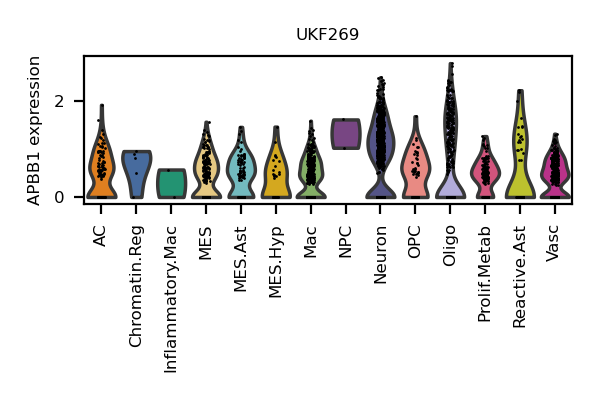 UKF269
APBB1 expression
2
0
AC
Chromatin.Reg
Inflammatory.Mac
MES
MES.Ast
MES.Hyp
Mac
NPC
Neuron
OPC
Oligo
Prolif.Metab
Reactive.Ast
Vasc